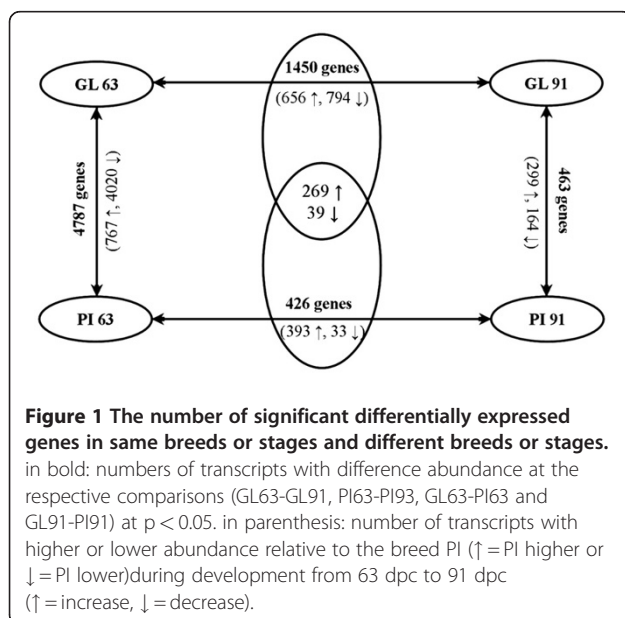 1450 genes
GL 63
GL 91
(656 ↑, 794 ↓)
4787 genes
(767 ↑, 4020 ↓)
269 ↑
39 ↓
(299 ↑, 164 ↓)
463 genes
426 genes
PI 63
PI 91
(393 ↑, 33 ↓)
Figure 1 The number of significant differentially expressed
genes in same breeds or stages and different breeds or stages.
in bold: numbers of transcripts with difference abundance at the
respective comparisons (GL63-GL91, PI63-PI93, GL63-PI63 and
GL91-PI91) at p < 0.05. in parenthesis: number of transcripts with
higher or lower abundance relative to the breed PI (↑ = PI higher or
↓ = PI lower)during development from 63 dpc to 91 dpc
(↑ = increase, ↓ = decrease).